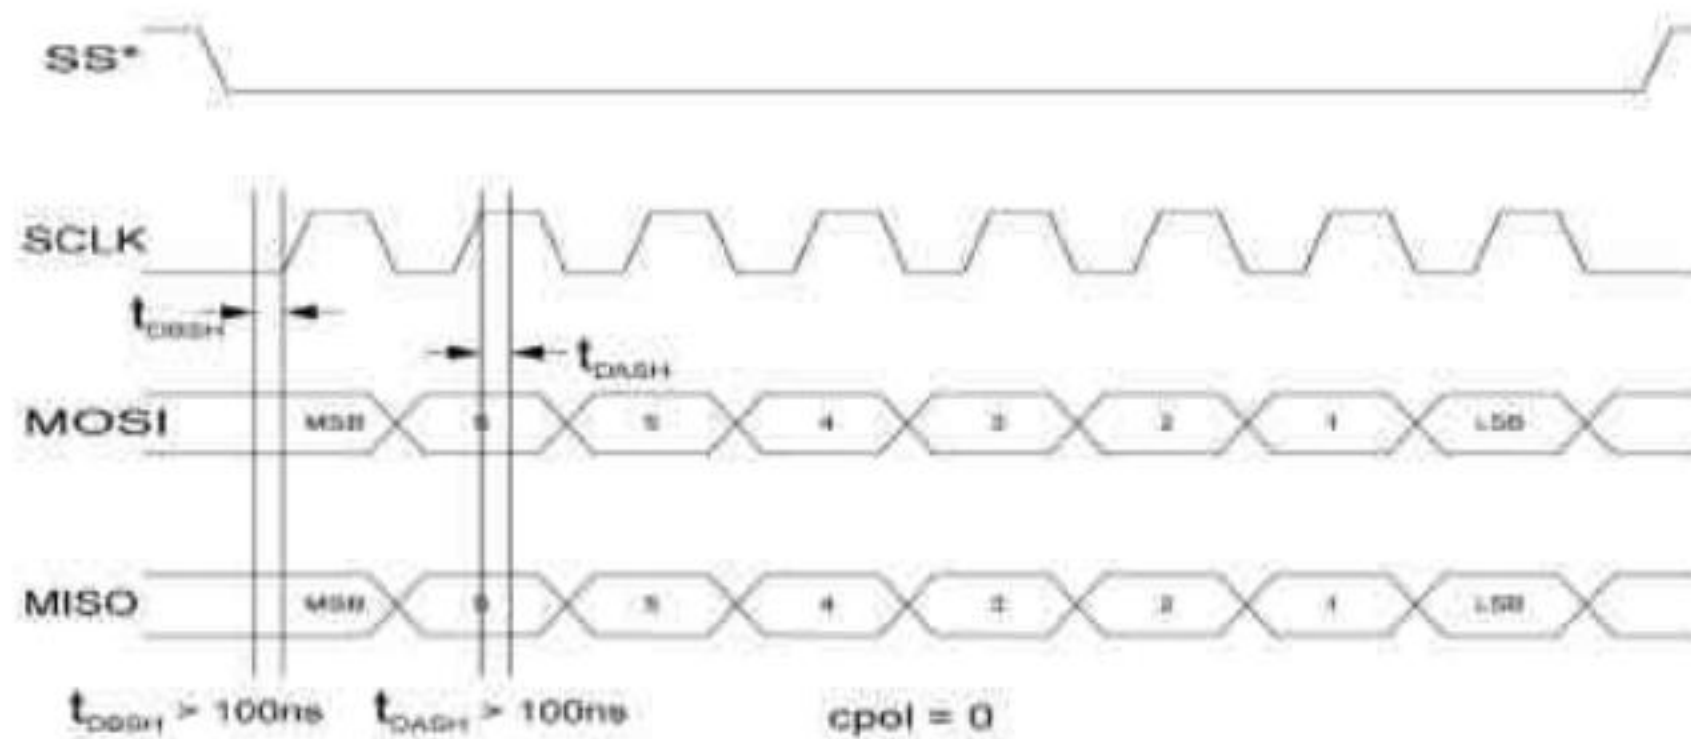 SS*
SCLK
tDBSH
tDASH
MOSI MSB 6 5 4 3 2 1 LSB
MISO MSB 6 5 4 3 2 1 LSB
tDBSH > 100ns tDASH > 100ns cpol = 0